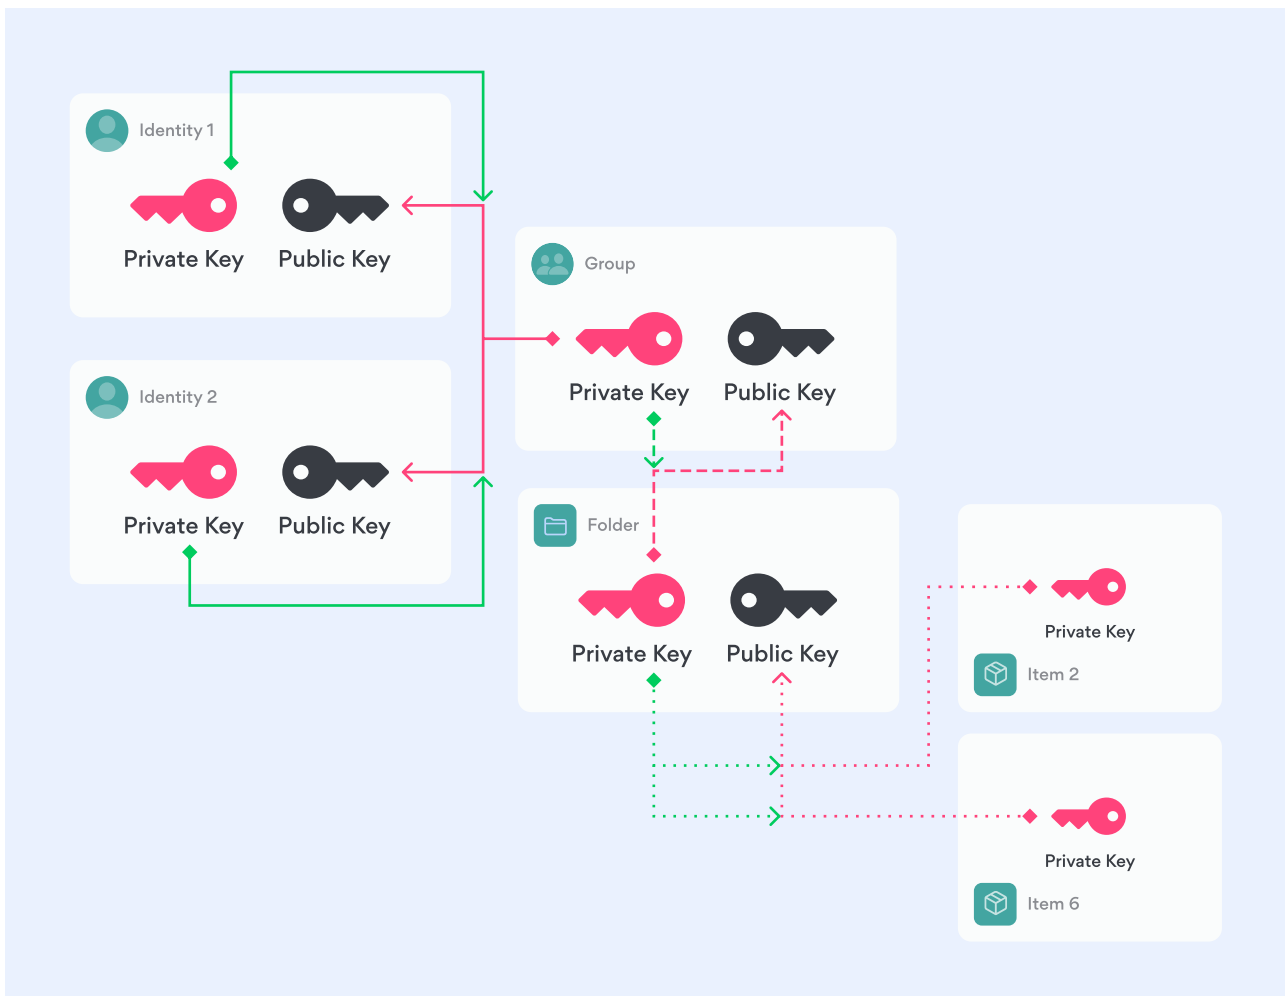 Identity 1
Private Key
Public Key
Group
Private Key
Public Key
Identity 2
Private Key
Public Key
Folder
Private Key
Public Key
Private Key
Item 2
Private Key
Item 6